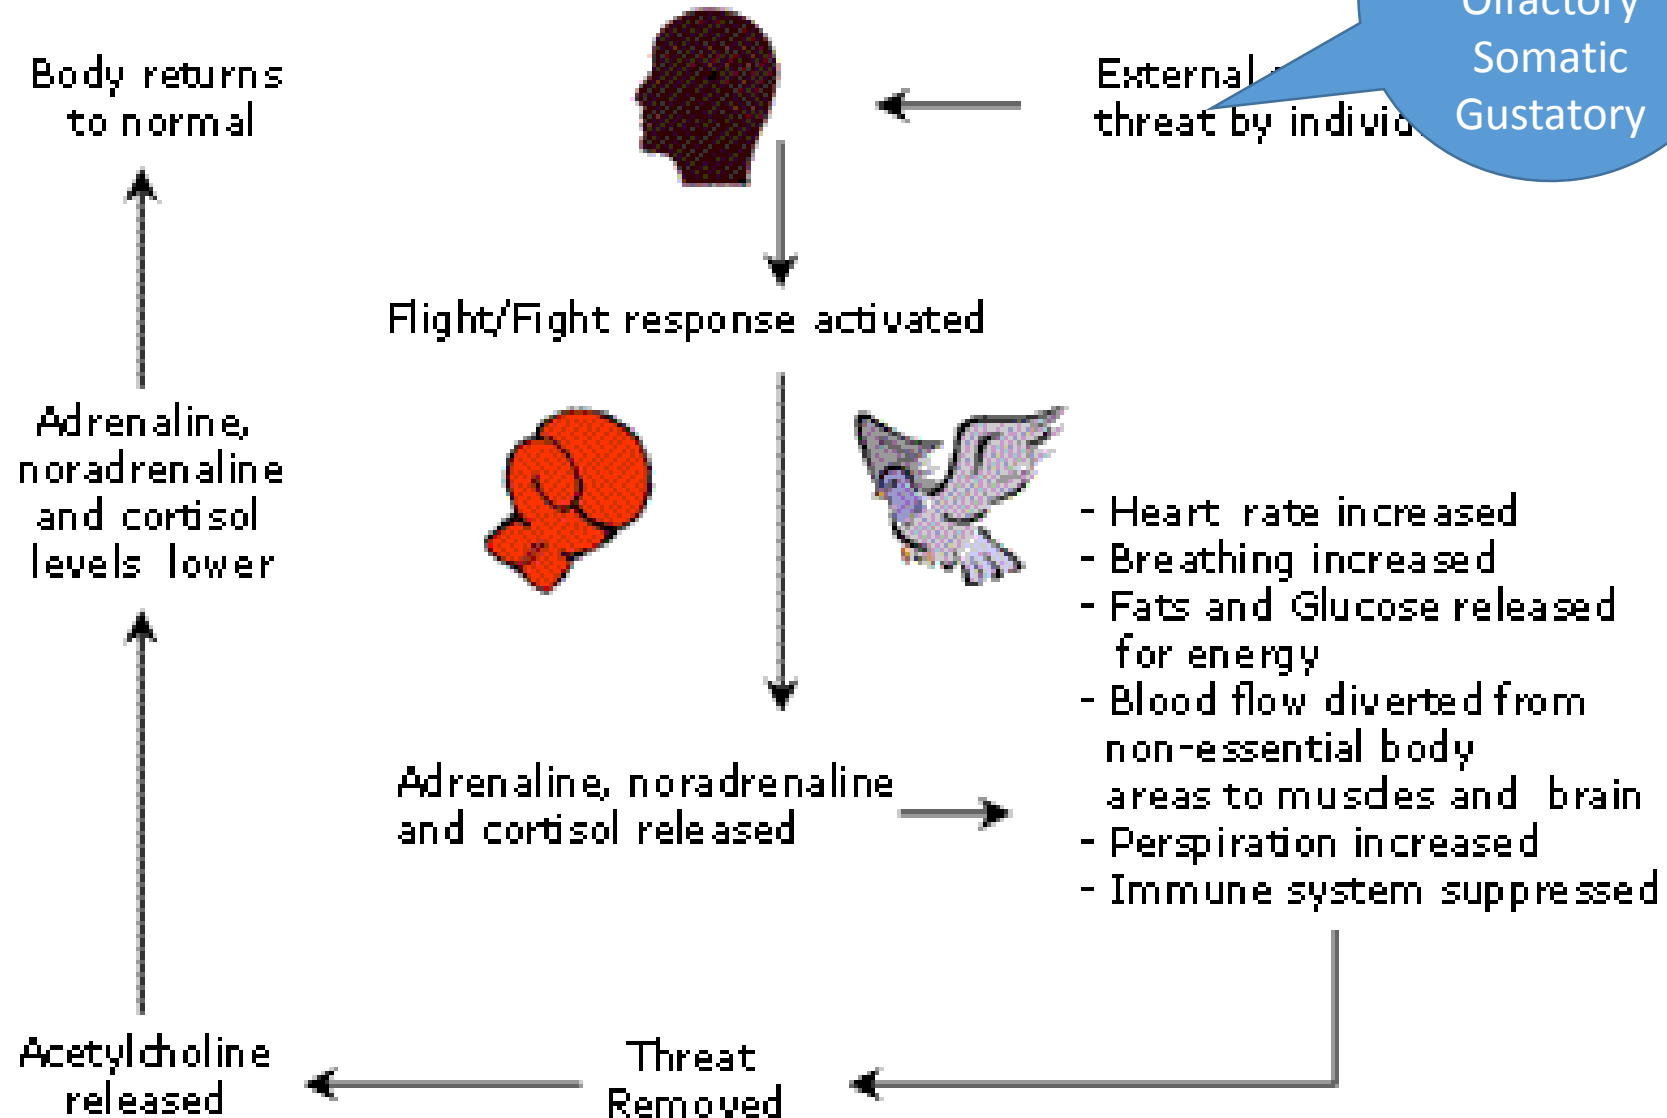 Olfactory
Somatic
Gustatory
External
threat by
Body returns
to normal
Flight/Fight response activated
Adrenaline,
noradrenaline
and cortisol
levels lower
- Heart rate increased
- Breathing increased
- Fats and Glucose released
for energy
- Blood flow diverted from
non-essential body
areas to muscles and brain
- Perspiration increased
- Immune system suppressed
Adrenaline, noradrenaline
and cortisol released
Threat
Removed
Acetylcholine
released